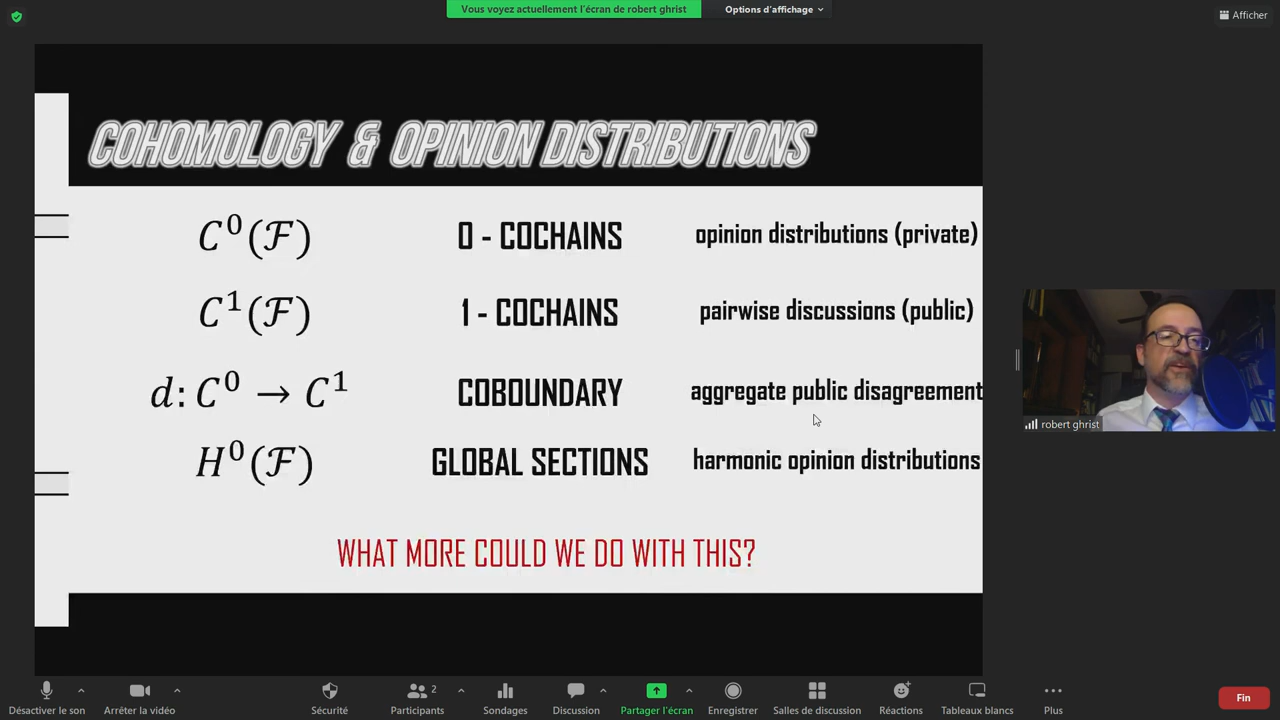 Vous voyez actuellement l'écran de robert ghrist
Options d'affichage
Afficher
COHOMOLOGY & OPINION DISTRIBUTIONS
C⁰(ℱ) 0 - COCHAINS opinion distributions (private)
C¹(ℱ) 1 - COCHAINS pairwise discussions (public)
d: C⁰ → C¹ COBOUNDARY aggregate public disagreement
H⁰(ℱ) GLOBAL SECTIONS harmonic opinion distributions
WHAT MORE COULD WE DO WITH THIS?
robert ghrist
2
Désactiver le son
Arrêter la vidéo
Sécurité
Participants
Sondages
Discussion
Partager l'écran
Enregistrer
Salles de discussion
Réactions
Tableaux blancs
Plus
Fin